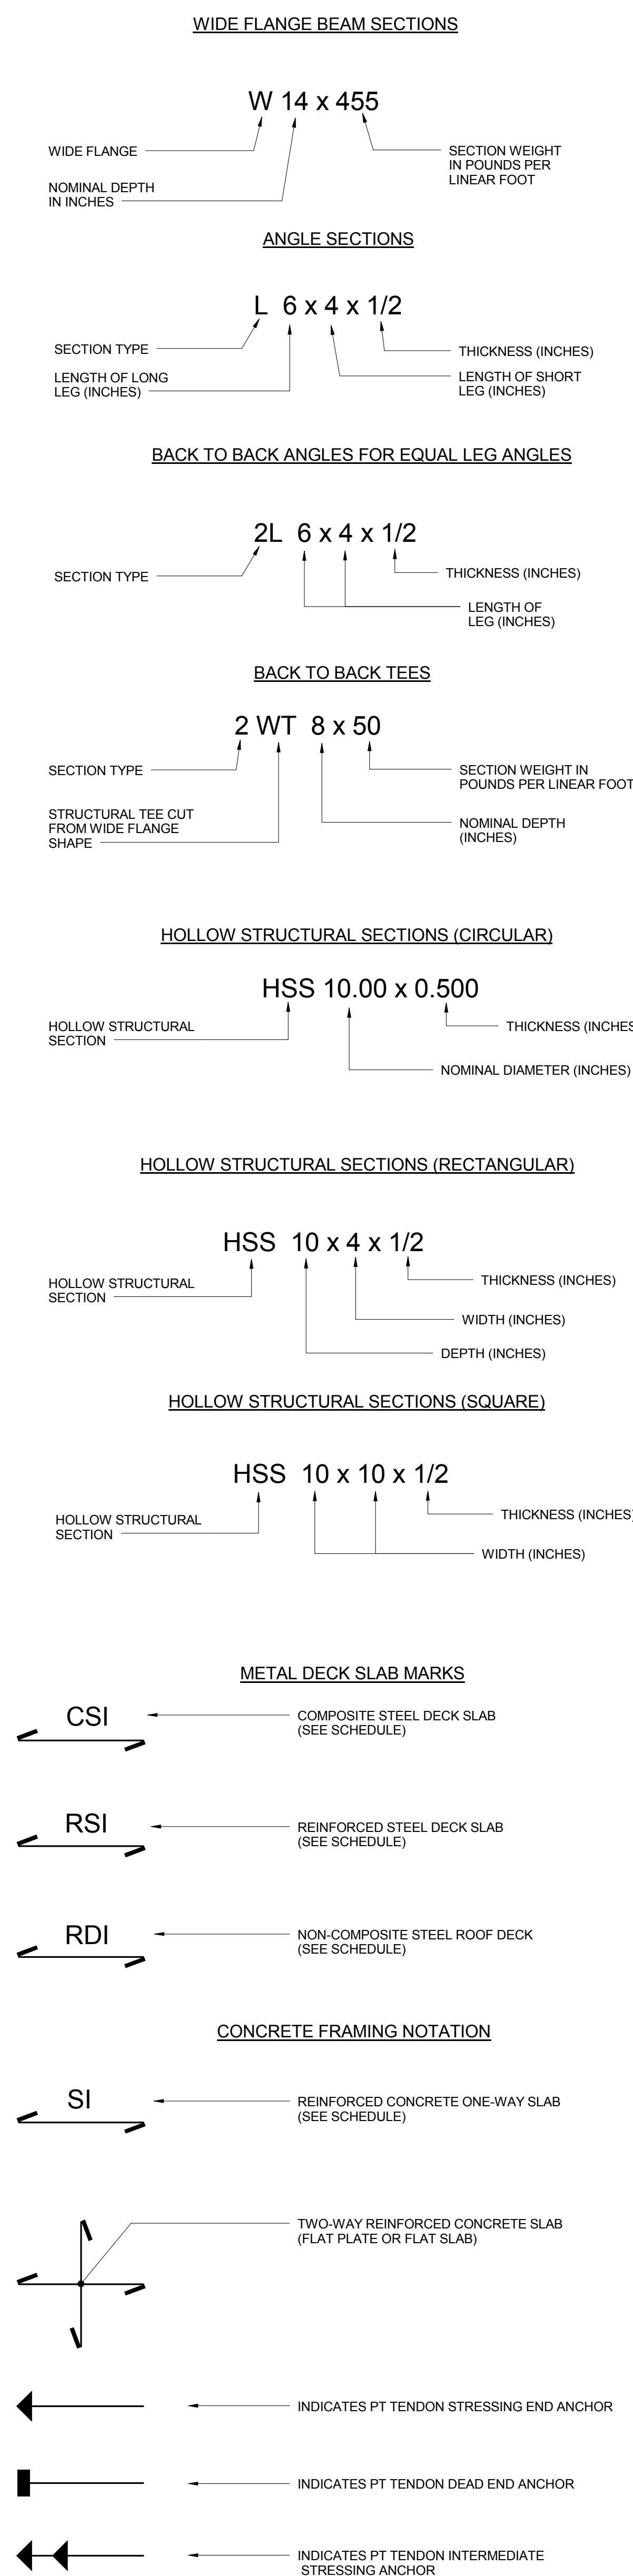 WIDE FLANGE BEAM SECTIONS
W 14 x 455
WIDE FLANGE
SECTION WEIGHT
IN POUNDS PER
LINEAR FOOT
NOMINAL DEPTH
IN INCHES
ANGLE SECTIONS
L 6 x 4 x 1/2
SECTION TYPE
THICKNESS (INCHES)
LENGTH OF LONG
LEG (INCHES)
LENGTH OF SHORT
LEG (INCHES)
BACK TO BACK ANGLES FOR EQUAL LEG ANGLES
2L 6 x 4 x 1/2
SECTION TYPE
THICKNESS (INCHES)
LENGTH OF
LEG (INCHES)
BACK TO BACK TEES
2 WT 8 x 50
SECTION TYPE
SECTION WEIGHT IN
POUNDS PER LINEAR FOOT
STRUCTURAL TEE CUT
FROM WIDE FLANGE
SHAPE
NOMINAL DEPTH
(INCHES)
HOLLOW STRUCTURAL SECTIONS (CIRCULAR)
HSS 10.00 x 0.500
HOLLOW STRUCTURAL
SECTION
THICKNESS (INCHES
NOMINAL DIAMETER (INCHES)
HOLLOW STRUCTURAL SECTIONS (RECTANGULAR)
HSS 10 x 4 x 1/2
HOLLOW STRUCTURAL
SECTION
THICKNESS (INCHES)
WIDTH (INCHES)
DEPTH (INCHES)
HOLLOW STRUCTURAL SECTIONS (SQUARE)
HSS 10 x 10 x 1/2
HOLLOW STRUCTURAL
SECTION
THICKNESS (INCHES)
WIDTH (INCHES)
METAL DECK SLAB MARKS
CSI
COMPOSITE STEEL DECK SLAB
(SEE SCHEDULE)
RSI
REINFORCED STEEL DECK SLAB
(SEE SCHEDULE)
RDI
NON-COMPOSITE STEEL ROOF DECK
(SEE SCHEDULE)
CONCRETE FRAMING NOTATION
SI
REINFORCED CONCRETE ONE-WAY SLAB
(SEE SCHEDULE)
TWO-WAY REINFORCED CONCRETE SLAB
(FLAT PLATE OR FLAT SLAB)
INDICATES PT TENDON STRESSING END ANCHOR
INDICATES PT TENDON DEAD END ANCHOR
INDICATES PT TENDON INTERMEDIATE
STRESSING ANCHOR